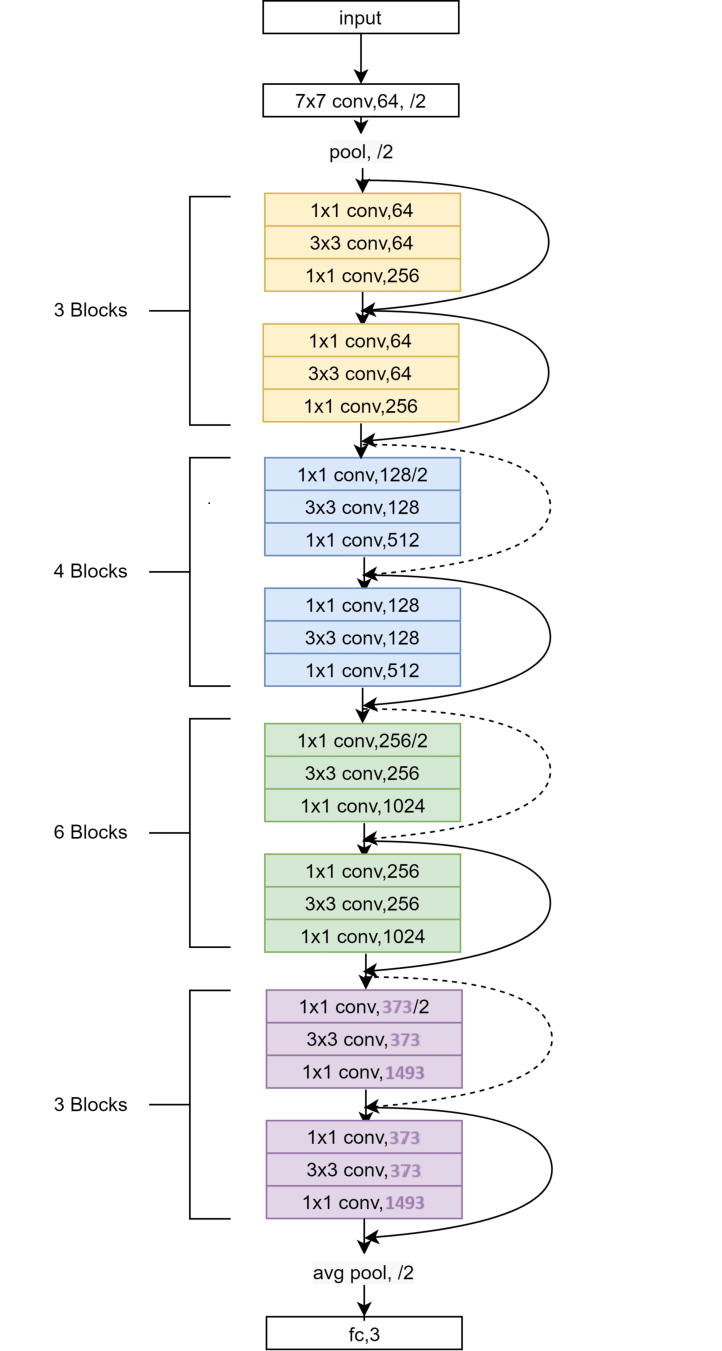 input
7x7 conv,64, /2
pool, /2
3 Blocks
1x1 conv,64
3x3 conv,64
1x1 conv,256
1x1 conv,64
3x3 conv,64
1x1 conv,256
4 Blocks
1x1 conv,128/2
3x3 conv,128
1x1 conv,512
1x1 conv,128
3x3 conv,128
1x1 conv,512
6 Blocks
1x1 conv,256/2
3x3 conv,256
1x1 conv,1024
1x1 conv,256
3x3 conv,256
1x1 conv,1024
3 Blocks
1x1 conv,373/2
3x3 conv,373
1x1 conv,1493
1x1 conv,373
3x3 conv,373
1x1 conv,1493
avg pool, /2
fc,3